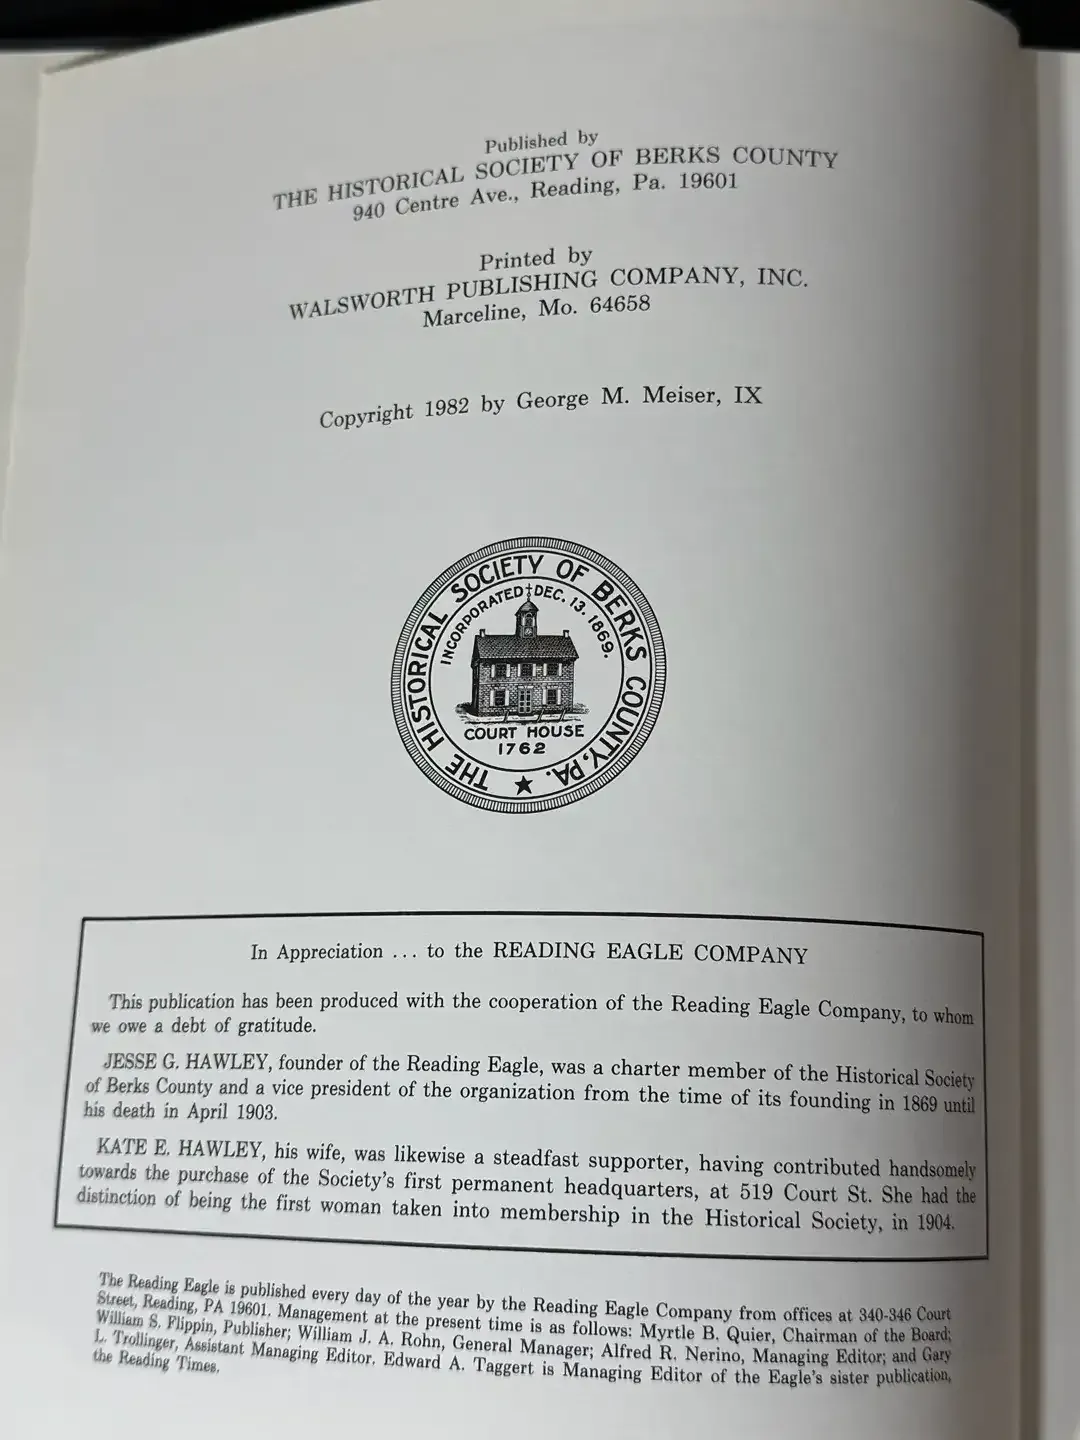 Published by
THE HISTORICAL SOCIETY OF BERKS COUNTY
940 Centre Ave., Reading, Pa. 19601
Printed by
WALSWORTH PUBLISHING COMPANY, INC.
Marceline, Mo. 64658
Copyright 1982 by George M. Meiser, IX
THE HISTORICAL SOCIETY OF BERKS COUNTY, PA.
INCORPORATED DEC. 13. 1869.
COURT HOUSE
1762
In Appreciation ... to the READING EAGLE COMPANY
This publication has been produced with the cooperation of the Reading Eagle Company, to whom
we owe a debt of gratitude.
JESSE G. HAWLEY, founder of the Reading Eagle, was a charter member of the Historical Society
of Berks County and a vice president of the organization from the time of its founding in 1869 until
his death in April 1903.
KATE E. HAWLEY, his wife, was likewise a steadfast supporter, having contributed handsomely
towards the purchase of the Society's first permanent headquarters, at 519 Court St. She had the
distinction of being the first woman taken into membership in the Historical Society, in 1904.
The Reading Eagle is published every day of the year by the Reading Eagle Company from offices at 340-346 Court
Street, Reading, PA 19601. Management at the present time is as follows: Myrtle B. Quier, Chairman of the Board;
William S. Flippin, Publisher; William J. A. Rohn, General Manager; Alfred R. Nerino, Managing Editor; and Gary
L. Trollinger, Assistant Managing Editor. Edward A. Taggert is Managing Editor of the Eagle's sister publication,
the Reading Times.